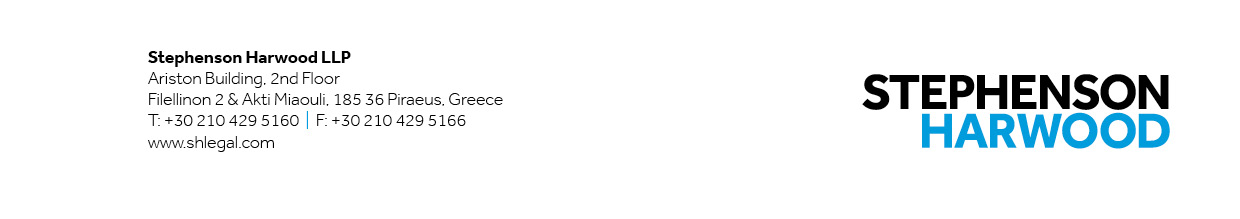 Stephenson Harwood LLP
Ariston Building, 2nd Floor
Filellinon 2 & Akti Miaouli, 185 36 Piraeus, Greece
T: +30 210 429 5160 | F: +30 210 429 5166
www.shlegal.com
STEPHENSON
HARWOOD